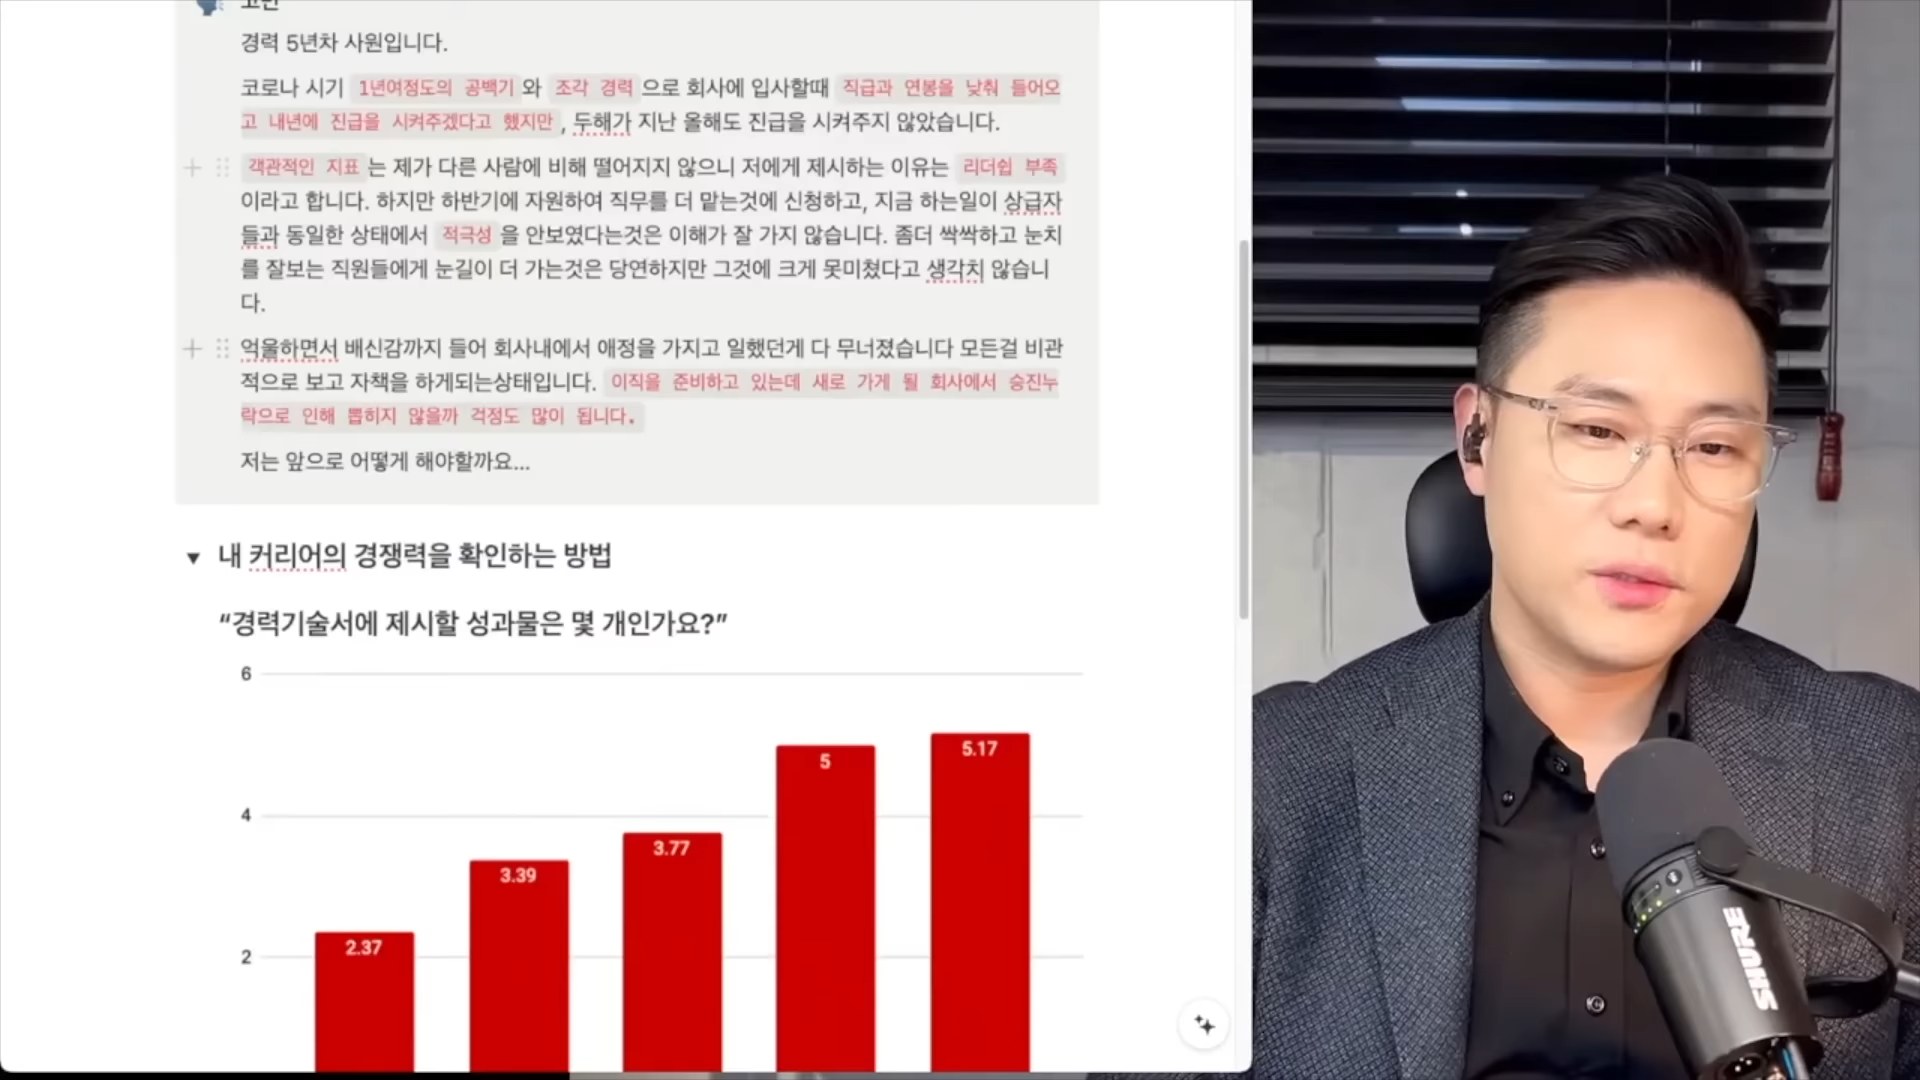 고민
경력 5년차 사원입니다.
코로나 시기 1년여정도의 공백기 와 조각 경력 으로 회사에 입사할때 직급과 연봉을 낮춰 들어오
고 내년에 진급을 시켜주겠다고 했지만 , 두해가 지난 올해도 진급을 시켜주지 않았습니다.
객관적인 지표 는 제가 다른 사람에 비해 떨어지지 않으니 저에게 제시하는 이유는 리더쉽 부족
이라고 합니다. 하지만 하반기에 자원하여 직무를 더 맡는것에 신청하고, 지금 하는일이 상급자
들과 동일한 상태에서 적극성 을 안보였다는것은 이해가 잘 가지 않습니다. 좀더 싹싹하고 눈치
를 잘보는 직원들에게 눈길이 더 가는것은 당연하지만 그것에 크게 못미쳤다고 생각치 않습니
다.
억울하면서 배신감까지 들어 회사내에서 애정을 가지고 일했던게 다 무너졌습니다 모든걸 비관
적으로 보고 자책을 하게되는상태입니다. 이직을 준비하고 있는데 새로 가게 될 회사에서 승진누
락으로 인해 뽑히지 않을까 걱정도 많이 됩니다.
저는 앞으로 어떻게 해야할까요...
내 커리어의 경쟁력을 확인하는 방법
“경력기술서에 제시할 성과물은 몇 개인가요?”
6
5.17
5
4
3.77
3.39
2
2.37
SHURE